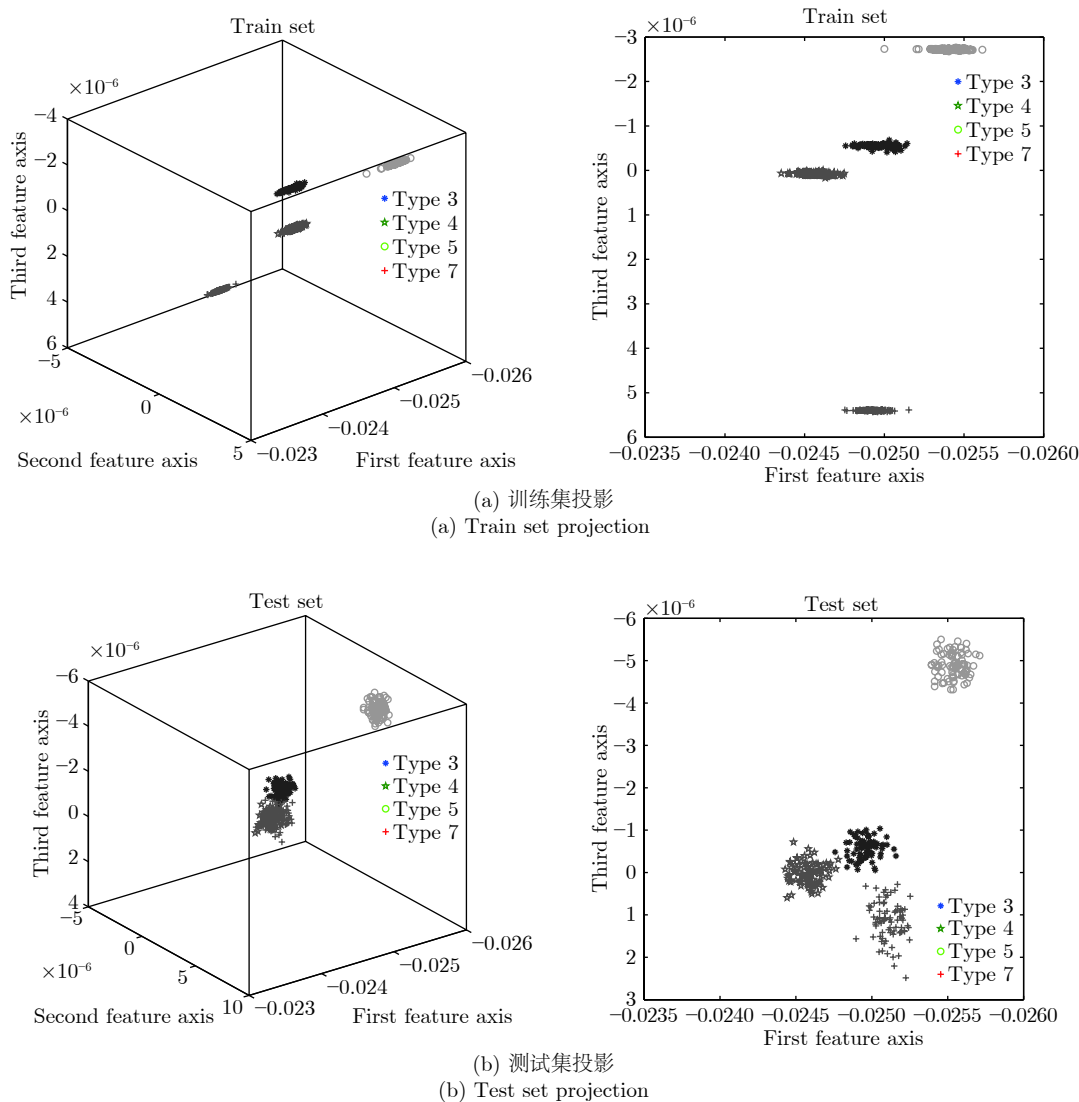 Train set
×10−6
−4
−2
0
2
4
6
Third feature axis
−5
0
5
×10−6
Second feature axis
−0.023
−0.024
−0.025
−0.026
First feature axis
Type 3
Type 4
Type 5
Type 7
Train set
×10−6
−3
−2
−1
0
1
2
3
4
5
6
Third feature axis
−0.0235
−0.0240
−0.0245
−0.0250
−0.0255
−0.0260
First feature axis
Type 3
Type 4
Type 5
Type 7
(a) 训练集投影
(a) Train set projection
Test set
×10−6
−6
−4
−2
0
2
4
Third feature axis
−5
0
5
10
×10−6
Second feature axis
−0.023
−0.024
−0.025
−0.026
First feature axis
Type 3
Type 4
Type 5
Type 7
Test set
×10−6
−6
−5
−4
−3
−2
−1
0
1
2
3
Third feature axis
−0.0235
−0.0240
−0.0245
−0.0250
−0.0255
−0.0260
First feature axis
Type 3
Type 4
Type 5
Type 7
(b) 测试集投影
(b) Test set projection